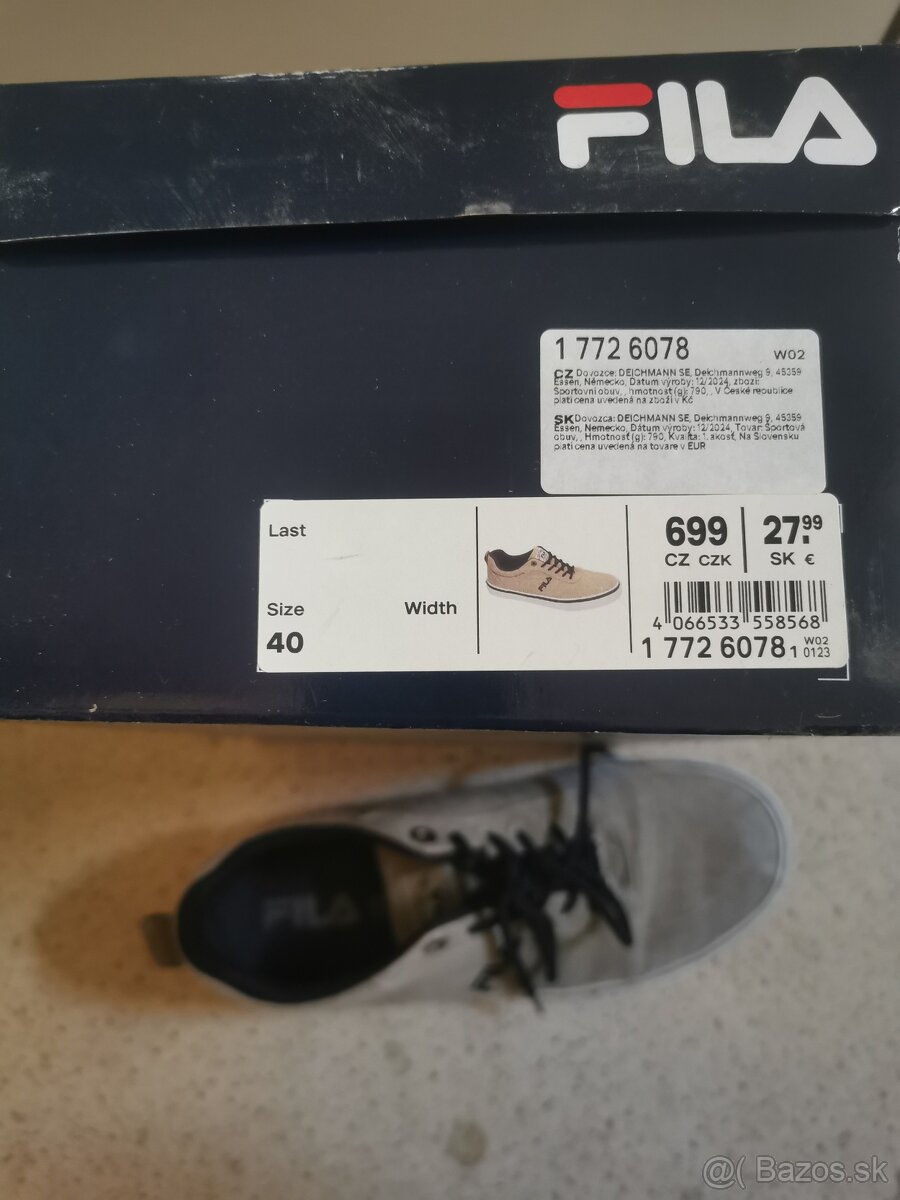 FILA
1 772 6078 W02
CZ Dovozce: DEICHMANN SE, Deichmannweg 9, 45359
Essen, Německo, Datum výroby: 12/2024, zboží:
Sportovní obuv, , hmotnost (g): 790, , V České republice
platí cena uvedená na zboží v Kč
SK Dovozca: DEICHMANN SE, Deichmannweg 9, 45359
Essen, Nemecko, Dátum výroby: 12/2024, Tovar: Športová
obuv, , Hmotnosť (g): 790, Kvalita: 1. akosť, Na Slovensku
platí cena uvedená na tovare v EUR
Last
Size
40
Width
FILA
699
CZ CZK
27.99
SK €
4 066533 558568
1 772 6078 1 W02 0123
FILA
@( Bazos.sk